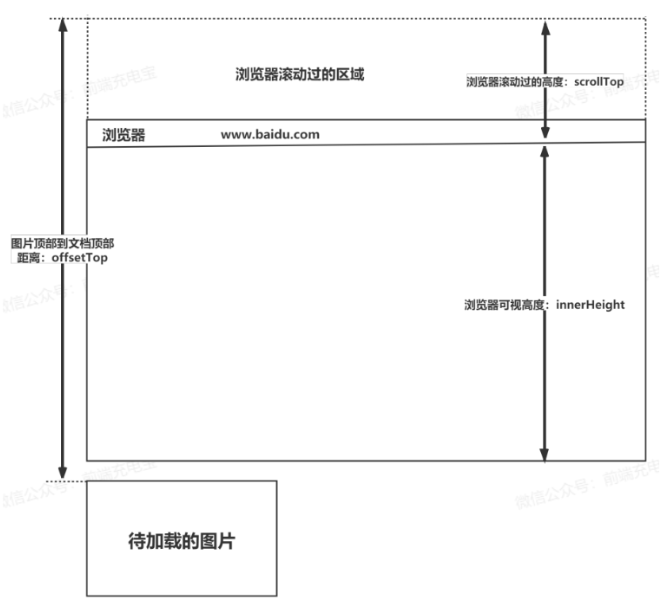 浏览器滚动过的区域
浏览器滚动过的高度：scrollTop
浏览器
www.baidu.com
图片顶部到文档顶部
距离：offsetTop
浏览器可视高度：innerHeight
待加载的图片
微信公众号：前端充电宝